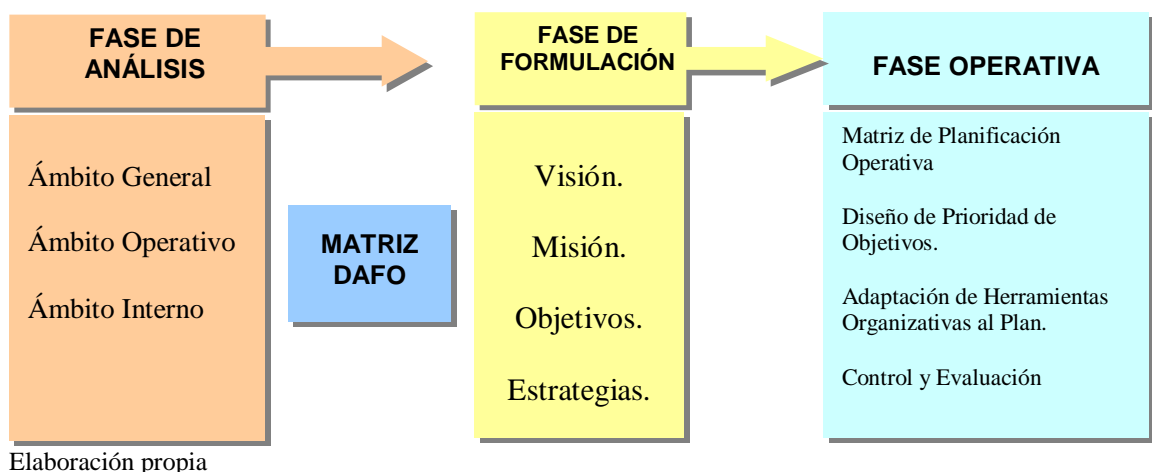 FASE DE
ANÁLISIS
Ámbito General
Ámbito Operativo
Ámbito Interno
MATRIZ
DAFO
FASE DE
FORMULACIÓN
Visión.
Misión.
Objetivos.
Estrategias.
FASE OPERATIVA
Matriz de Planificación
Operativa
Diseño de Prioridad de
Objetivos.
Adaptación de Herramientas
Organizativas al Plan.
Control y Evaluación
Elaboración propia